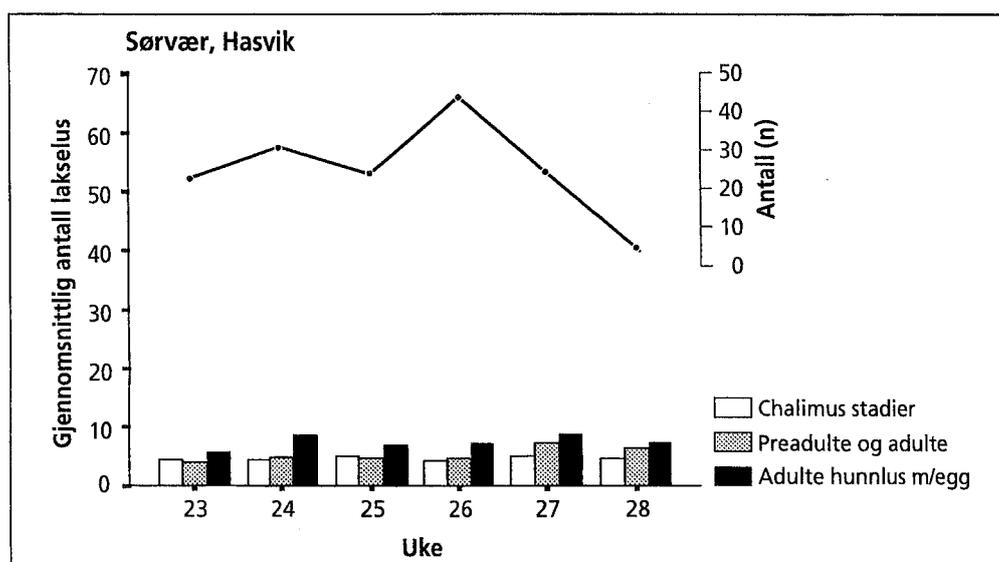 Sørvær, Hasvik
Gjennomsnittlig antall lakselus
70
60
50
40
30
20
10
0
50
40
30
20
10
0
Antall (n)
23 24 25 26 27 28
Uke
Chalimus stadier
Preadulte og adulte
Adulte hunnlus m/egg